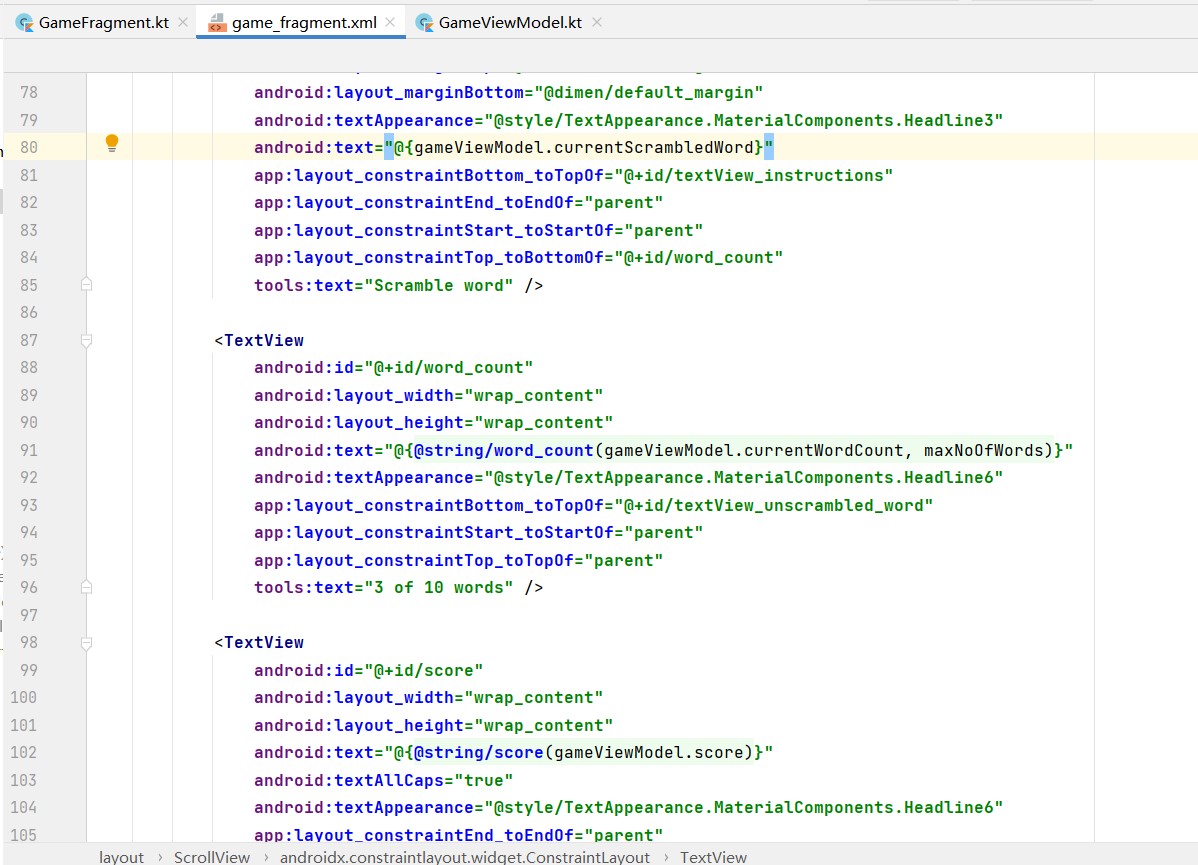 GameFragment.kt game_fragment.xml GameViewModel.kt
78 android:layout_marginBottom="@dimen/default_margin"
79 android:textAppearance="@style/TextAppearance.MaterialComponents.Headline3"
80 android:text="@{gameViewModel.currentScrambledWord}"
81 app:layout_constraintBottom_toTopOf="@+id/textView_instructions"
82 app:layout_constraintEnd_toEndOf="parent"
83 app:layout_constraintStart_toStartOf="parent"
84 app:layout_constraintTop_toBottomOf="@+id/word_count"
85 tools:text="Scramble word" />
86
87 <TextView
88 android:id="@+id/word_count"
89 android:layout_width="wrap_content"
90 android:layout_height="wrap_content"
91 android:text="@{@string/word_count(gameViewModel.currentWordCount, maxNoOfWords)}"
92 android:textAppearance="@style/TextAppearance.MaterialComponents.Headline6"
93 app:layout_constraintBottom_toTopOf="@+id/textView_unscrambled_word"
94 app:layout_constraintStart_toStartOf="parent"
95 app:layout_constraintTop_toTopOf="parent"
96 tools:text="3 of 10 words" />
97
98 <TextView
99 android:id="@+id/score"
100 android:layout_width="wrap_content"
101 android:layout_height="wrap_content"
102 android:text="@{@string/score(gameViewModel.score)}"
103 android:textAllCaps="true"
104 android:textAppearance="@style/TextAppearance.MaterialComponents.Headline6"
105 app:layout_constraintEnd_toEndOf="parent"
layout › ScrollView › androidx.constraintlayout.widget.ConstraintLayout › TextView